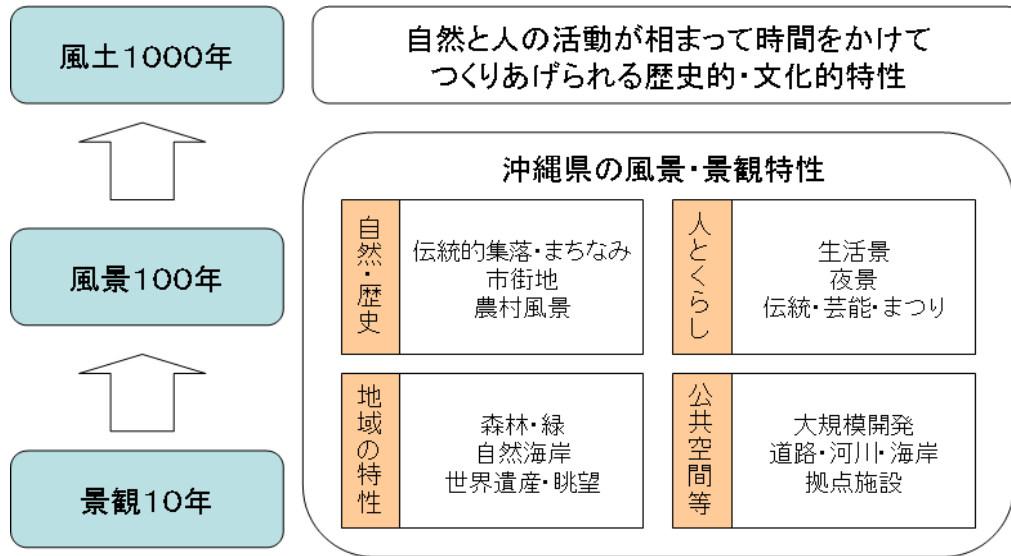 風土1000年
自然と人の活動が相まって時間をかけて
つくりあげられる歴史的・文化的特性
風景100年
景観10年
沖縄県の風景・景観特性
自然・歴史
伝統的集落・まちなみ
市街地
農村風景
人とくらし
生活景
夜景
伝統・芸能・まつり
地域の特性
森林・緑
自然海岸
世界遺産・眺望
公共空間等
大規模開発
道路・河川・海岸
拠点施設